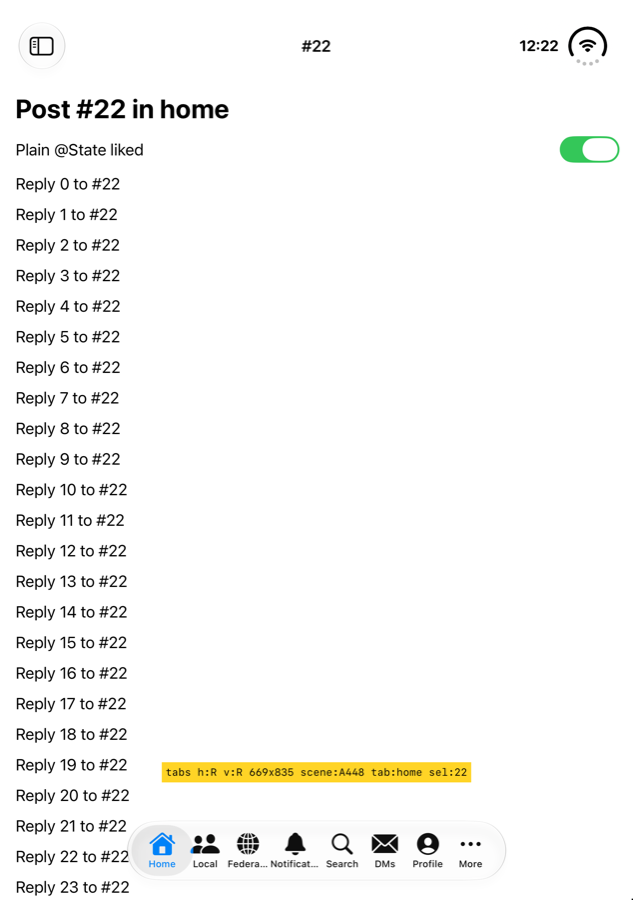 #22
12:22
Post #22 in home
Plain @State liked
Reply 0 to #22
Reply 1 to #22
Reply 2 to #22
Reply 3 to #22
Reply 4 to #22
Reply 5 to #22
Reply 6 to #22
Reply 7 to #22
Reply 8 to #22
Reply 9 to #22
Reply 10 to #22
Reply 11 to #22
Reply 12 to #22
Reply 13 to #22
Reply 14 to #22
Reply 15 to #22
Reply 16 to #22
Reply 17 to #22
Reply 18 to #22
Reply 19 to #22
tabs h:R v:R 669x835 scene:A448 tab:home sel:22
Reply 20 to #22
Reply 21 to #22
Reply 22 to #22
Reply 23 to #22
Home Local Federa... Notificat... Search DMs Profile More